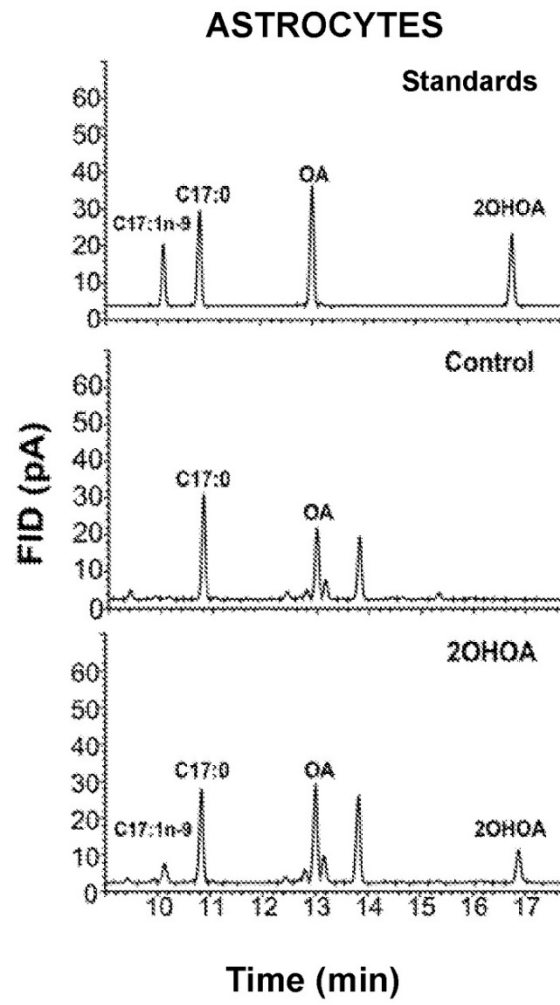 ASTROCYTES
Standards
60
50
40
30
20
10
0
C17:1n-9
C17:0
OA
2OHOA
Control
60
50
40
30
20
10
0
C17:0
OA
FID (pA)
2OHOA
60
50
40
30
20
10
0
C17:1n-9
C17:0
OA
2OHOA
10 11 12 13 14 15 16 17
Time (min)